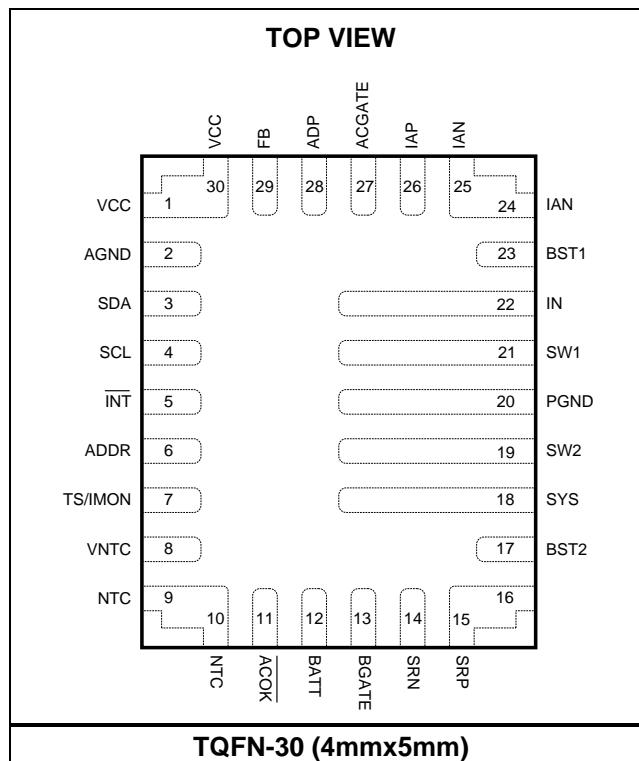 TOP VIEW
VCC FB ADP ACGATE IAP IAN
30 29 28 27 26 25
VCC 1 24 IAN
AGND 2 23 BST1
SDA 3 22 IN
SCL 4 21 SW1
INT 5 20 PGND
ADDR 6 19 SW2
TS/IMON 7 18 SYS
VNTC 8 17 BST2
NTC 9 16
10 11 12 13 14 15
NTC ACOK BATT BGATE SRN SRP
TQFN-30 (4mmx5mm)